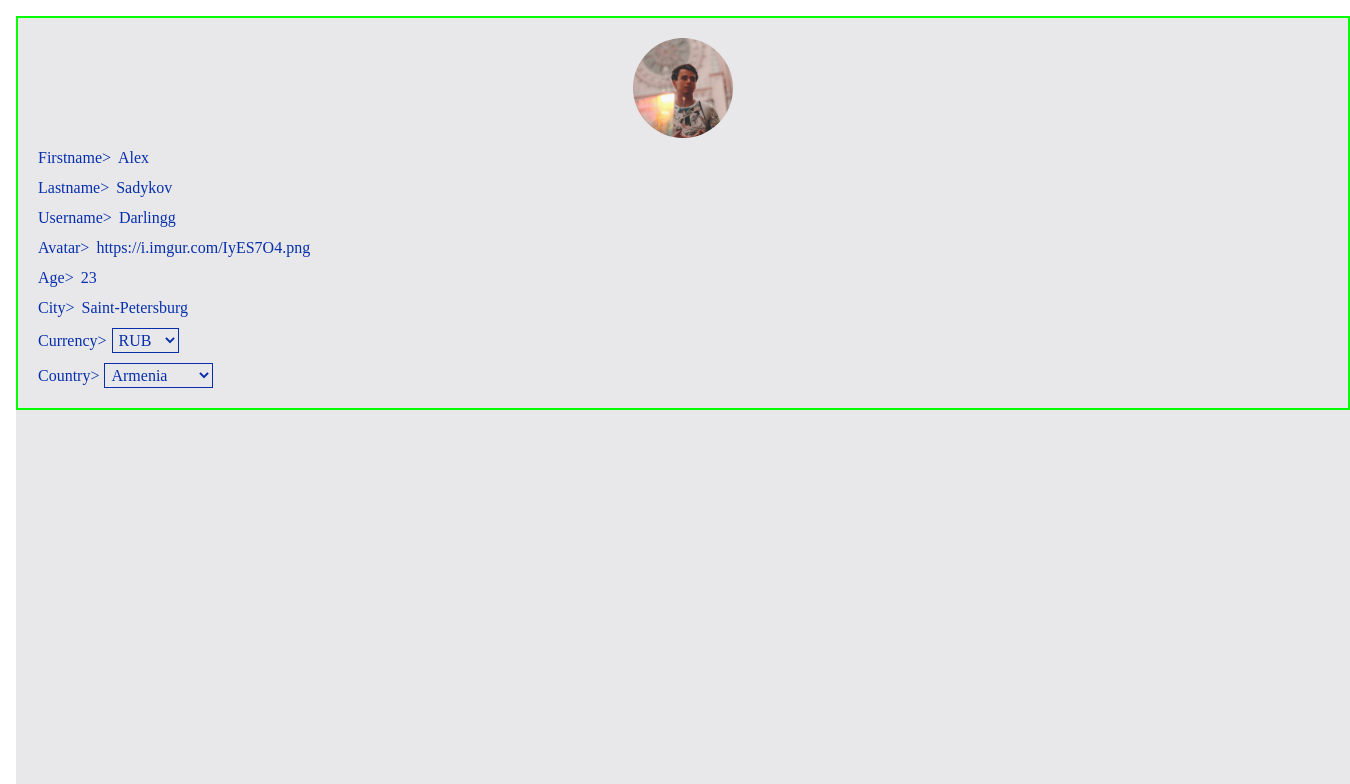 Firstname> Alex
Lastname> Sadykov
Username> Darlingg
Avatar> https://i.imgur.com/IyES7O4.png
Age> 23
City> Saint-Petersburg
Currency> RUB
Country> Armenia